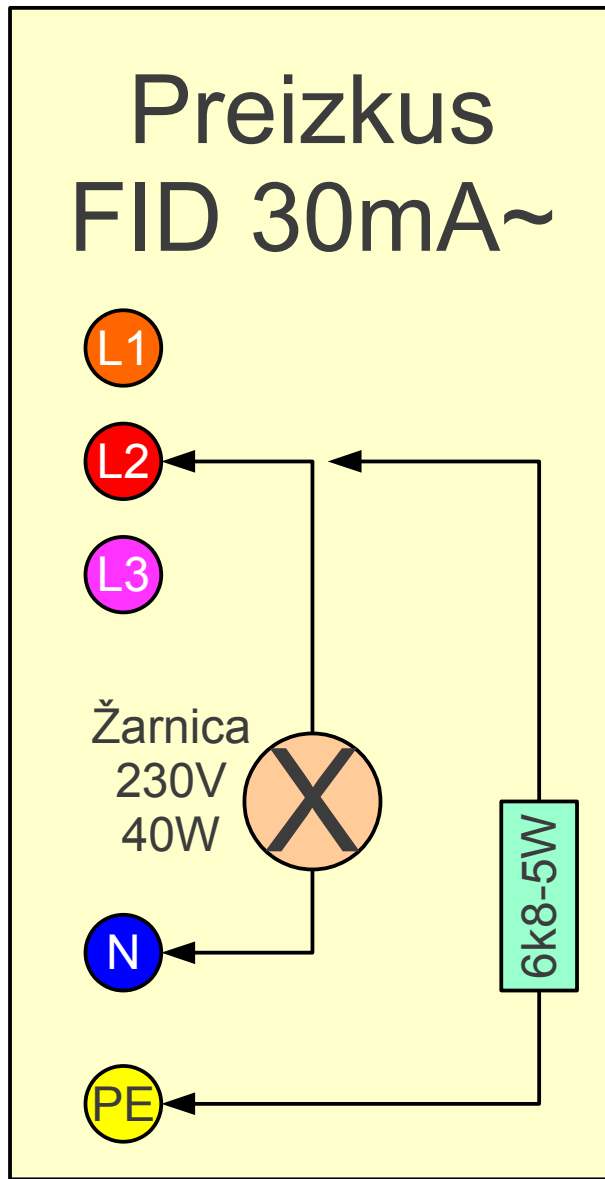 Preizkus
FID 30mA~
L1
L2
L3
Žarnica
230V
40W
X
6k8-5W
N
PE